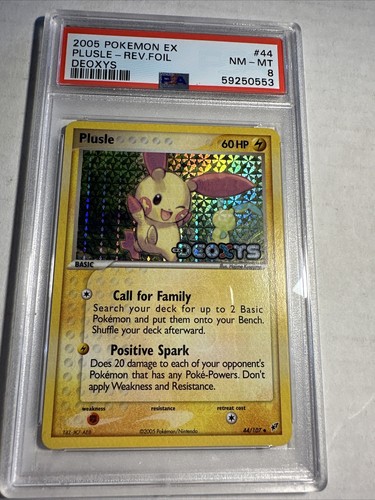 2005 POKEMON EX #44
PLUSLE - REV.FOIL NM - MT
DEOXYS 8
PSA 59250553
Plusle 60 HP
DEOXYS
BASIC
Call for Family
Search your deck for up to 2 Basic
Pokémon and put them onto your Bench.
Shuffle your deck afterward.
Positive Spark
Does 20 damage to each of your opponent's
Pokémon that has any Poké-Powers. Don't
apply Weakness and Resistance.
weakness resistance retreat cost
©2005 Pokémon/Nintendo 44/107